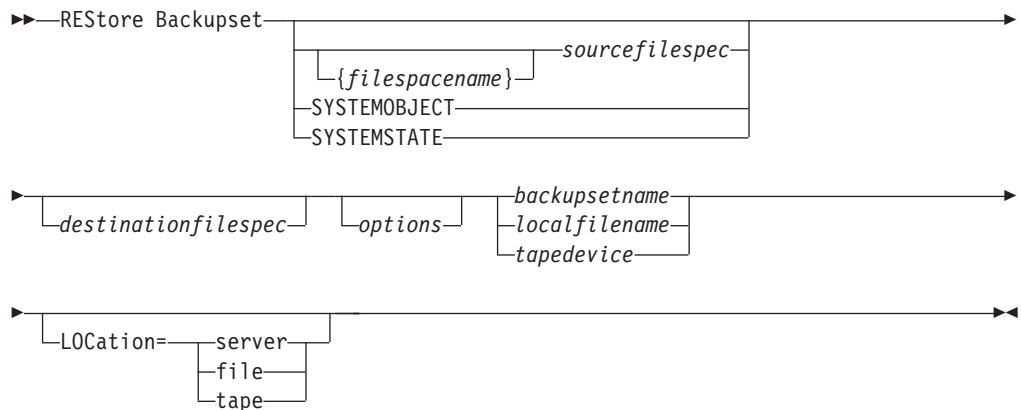 REStore Backupset
sourcefilespec
{filespacename}
SYSTEMOBJECT
SYSTEMSTATE
destinationfilespec
options
backupsetname
localfilename
tapedevice
LOCation=
server
file
tape